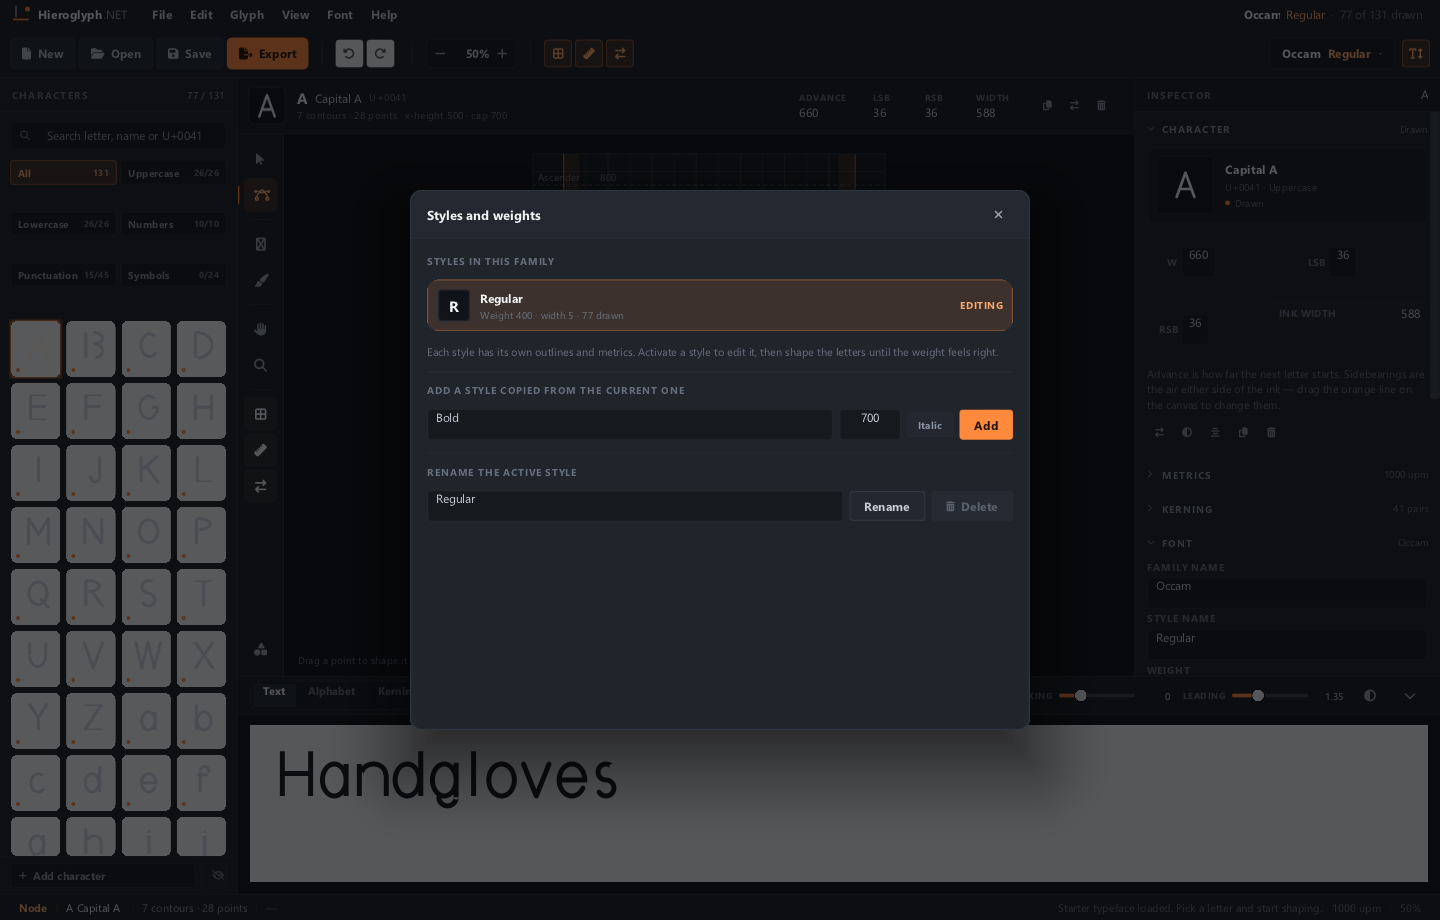 Hieroglyph.NET File Edit Glyph View Font Help Occam Regular · 77 of 131 drawn
New Open Save Export 50% Occam Regular
CHARACTERS 77 / 131
Search letter, name or U+0041
All 131 Uppercase 26/26
Lowercase 26/26 Numbers 10/10
Punctuation 15/45 Symbols 0/24
B C D
E F G H
I J K L
M N O P
Q R S T
U V W X
Y Z a b
c d e f
g h i j
+ Add character
A A Capital A U+0041
7 contours · 28 points · x-height 500 · cap 700
ADVANCE LSB RSB WIDTH
660 36 36 588
Ascender 800
Drag a point to shape it
Styles and weights
STYLES IN THIS FAMILY
R Regular
Weight 400 · width 5 · 77 drawn
EDITING
Each style has its own outlines and metrics. Activate a style to edit it, then shape the letters until the weight feels right.
ADD A STYLE COPIED FROM THE CURRENT ONE
Bold 700 Italic Add
RENAME THE ACTIVE STYLE
Regular Rename Delete
INSPECTOR A
CHARACTER Drawn
A Capital A
U+0041 · Uppercase
Drawn
W 660 LSB 36
RSB 36 INK WIDTH 588
Advance is how far the next letter starts. Sidebearings are
the air either side of the ink — drag the orange line on
the canvas to change them.
METRICS 1000 upm
KERNING 41 pairs
FONT Occam
FAMILY NAME
Occam
STYLE NAME
Regular
WEIGHT
Text Alphabet Kernin KING 0 LEADING 1.35
Handgloves
Node A Capital A 7 contours · 28 points — Starter typeface loaded. Pick a letter and start shaping. 1000 upm 50%